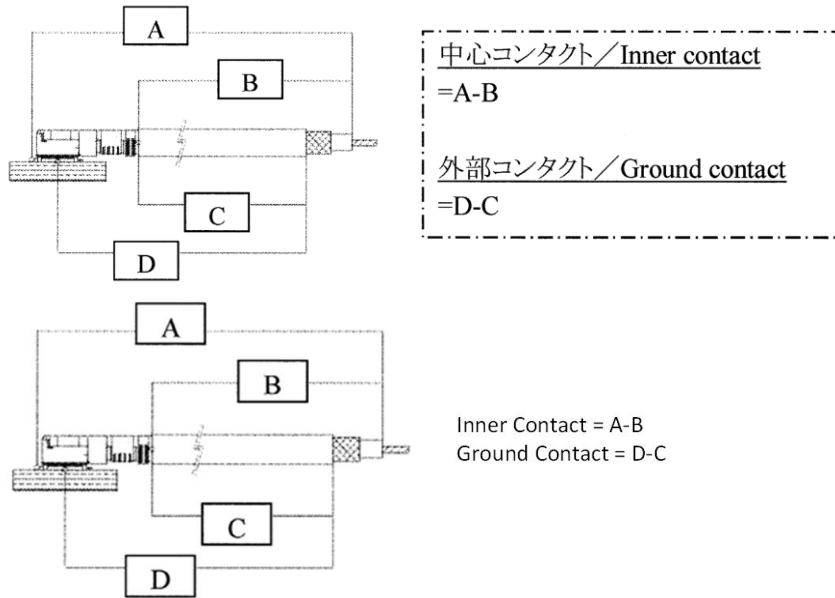 A
B
C
D
中心コンタクト／Inner contact
=A-B
外部コンタクト／Ground contact
=D-C
A
B
C
D
Inner Contact = A-B
Ground Contact = D-C